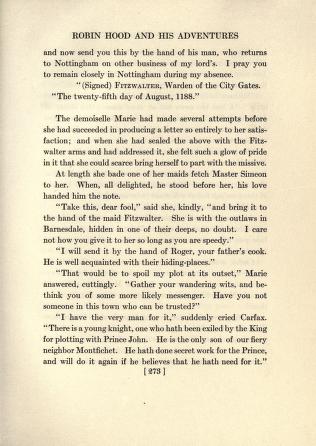 ROBIN HOOD AND HIS ADVENTURES
and now send you this by the hand of his man, who returns
to Nottingham on other business of my lord's. I pray you
to remain closely in Nottingham during my absence.
"(Signed) FITZWALTER, Warden of the City Gates.
"The twenty-fifth day of August, 1188."
The demoiselle Marie had made several attempts before
she had succeeded in producing a letter so entirely to her satis-
faction; and when she had sealed the above with the Fitz-
walter arms and had addressed it, she felt such a glow of pride
in it that she could scarce bring herself to part with the missive.
At length she bade one of her maids fetch Master Simeon
to her. When, all delighted, he stood before her, his love
handed him the note.
"Take this, dear fool," said she, kindly, "and bring it to
the hand of the maid Fitzwalter. She is with the outlaws in
Barnesdale, hidden in one of their deeps, no doubt. I care
not how you give it to her so long as you are speedy."
"I will send it by the hand of Roger, your father's cook.
He is well acquainted with their hiding-places."
"That would be to spoil my plot at its outset," Marie
answered, cuttingly. "Gather your wandering wits, and be-
think you of some more likely messenger. Have you not
someone in this town who can be trusted?"
"I have the very man for it," suddenly cried Carfax.
"There is a young knight, one who hath been exiled by the King
for plotting with Prince John. He is the only son of our fiery
neighbor Montfichet. He hath done secret work for the Prince,
and will do it again if he believes that he hath need for it."
[ 273 ]